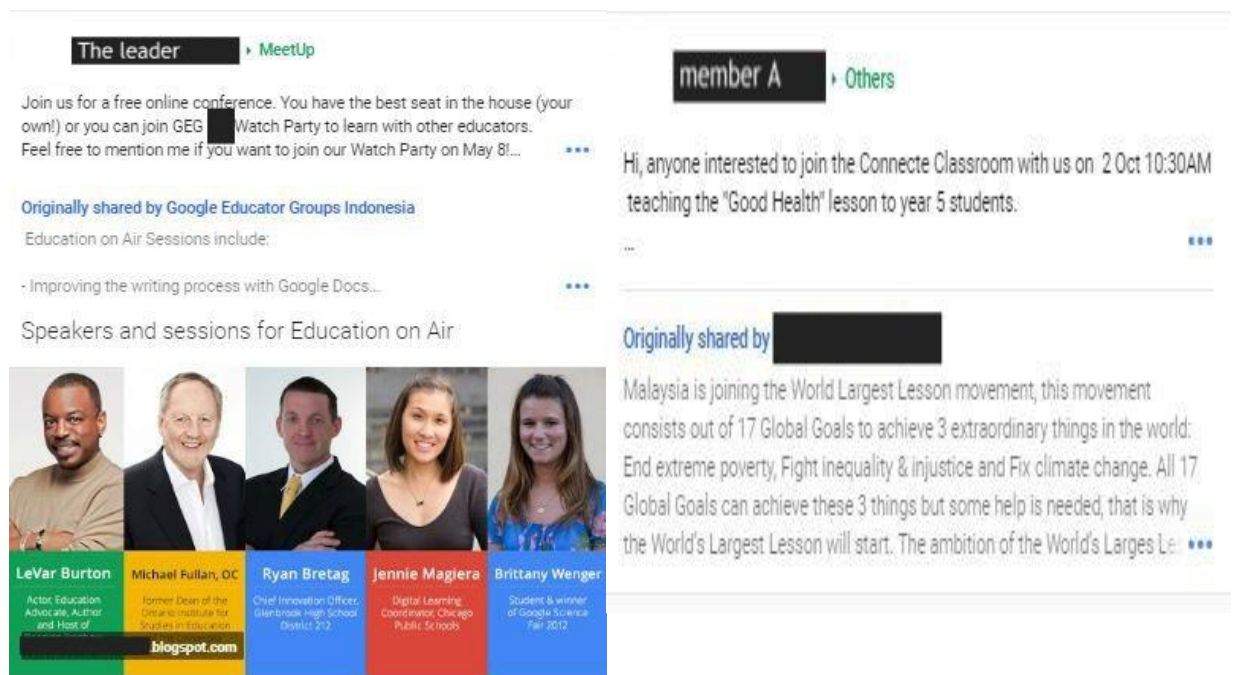 The leader
MeetUp
Join us for a free online conference. You have the best seat in the house (your
own!) or you can join GEG Watch Party to learn with other educators.
Feel free to mention me if you want to join our Watch Party on May 8!...
Originally shared by Google Educator Groups Indonesia
Education on Air Sessions include:
- Improving the writing process with Google Docs...
Speakers and sessions for Education on Air
LeVar Burton
Actor, Education
Advocate, Author
and Host of
Michael Fullan, OC
Former Dean of the
Ontario Institute for
Studies in Education
Ryan Bretag
Chief Innovation Officer,
Glenbrook High School
District 212
Jennie Magiera
Digital Learning
Coordinator, Chicago
Public Schools
Brittany Wenger
Student & winner
of Google Science
Fair 2012
.blogspot.com
member A
Others
Hi, anyone interested to join the Connecte Classroom with us on 2 Oct 10:30AM
teaching the "Good Health" lesson to year 5 students.
...
Originally shared by
Malaysia is joining the World Largest Lesson movement, this movement
consists out of 17 Global Goals to achieve 3 extraordinary things in the world:
End extreme poverty, Fight inequality & injustice and Fix climate change. All 17
Global Goals can achieve these 3 things but some help is needed, that is why
the World's Largest Lesson will start. The ambition of the World's Larges Le